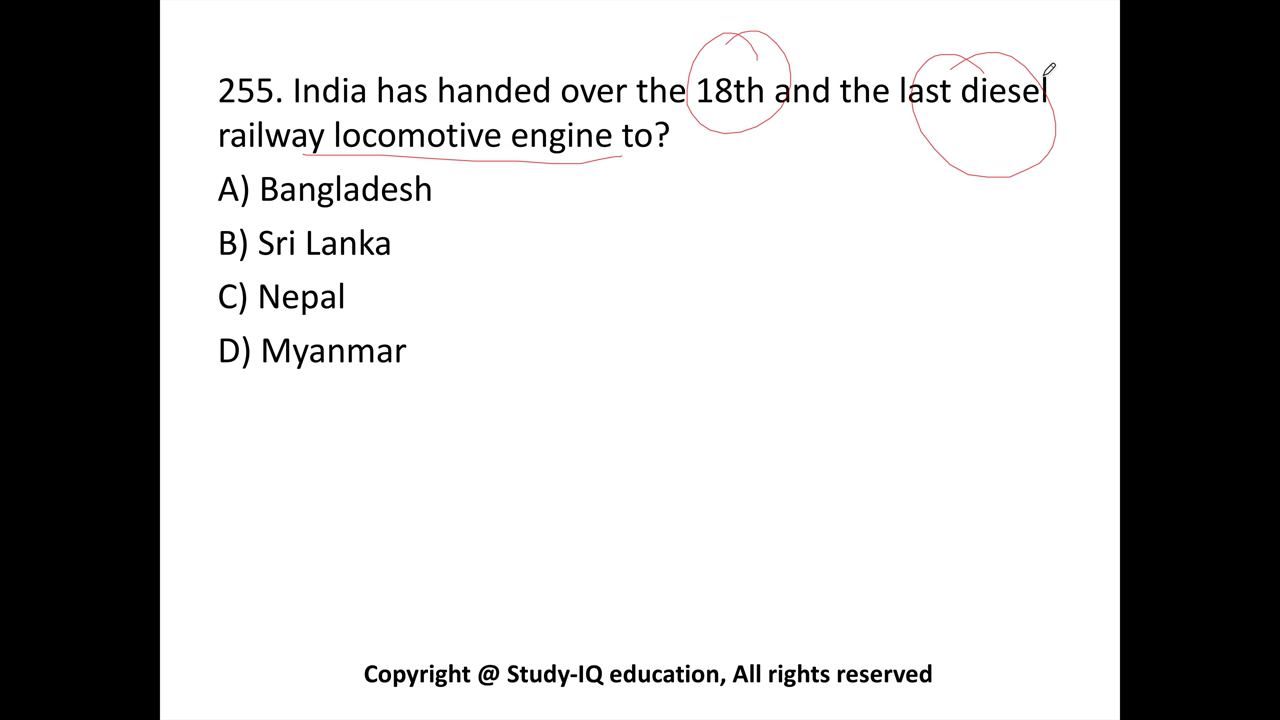 255. India has handed over the 18th and the last diesel
railway locomotive engine to?
A) Bangladesh
B) Sri Lanka
C) Nepal
D) Myanmar
Copyright @ Study-IQ education, All rights reserved